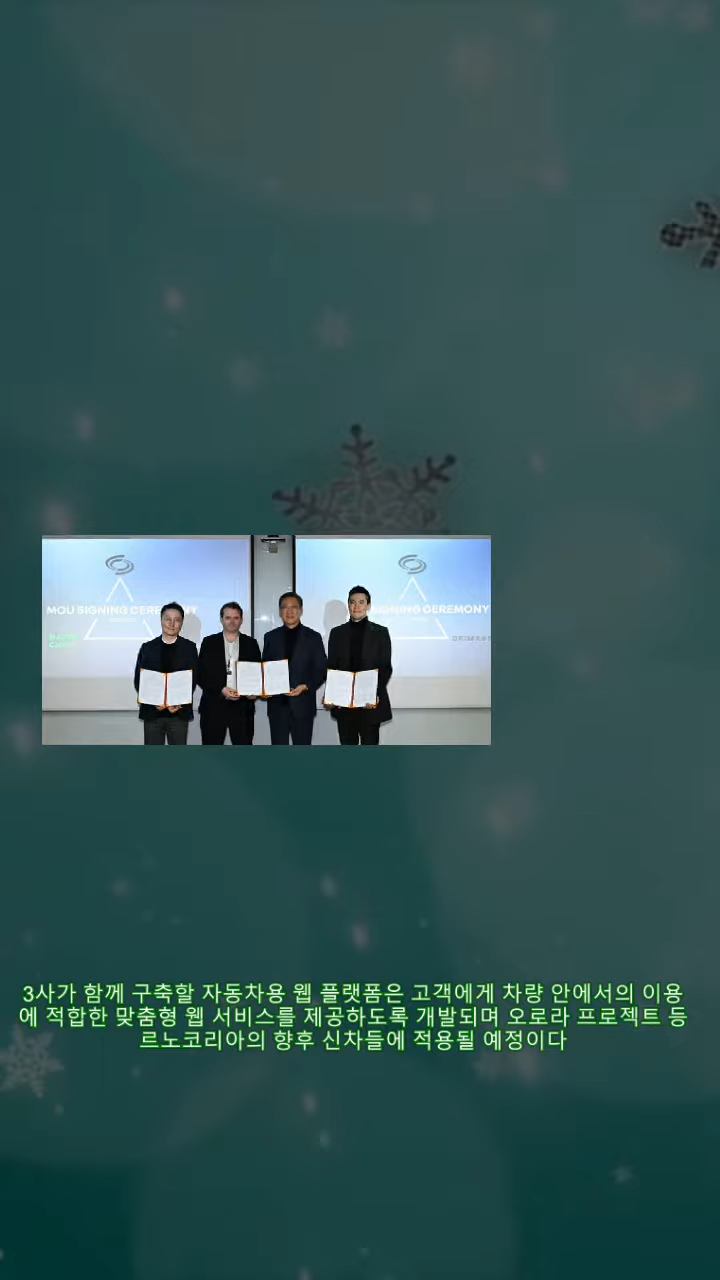 MOU SIGNING CEREMONY
SIGNING CEREMONY
3사가 함께 구축할 자동차용 웹 플랫폼은 고객에게 차량 안에서의 이용
에 적합한 맞춤형 웹 서비스를 제공하도록 개발되며 오로라 프로젝트 등
르노코리아의 향후 신차들에 적용될 예정이다